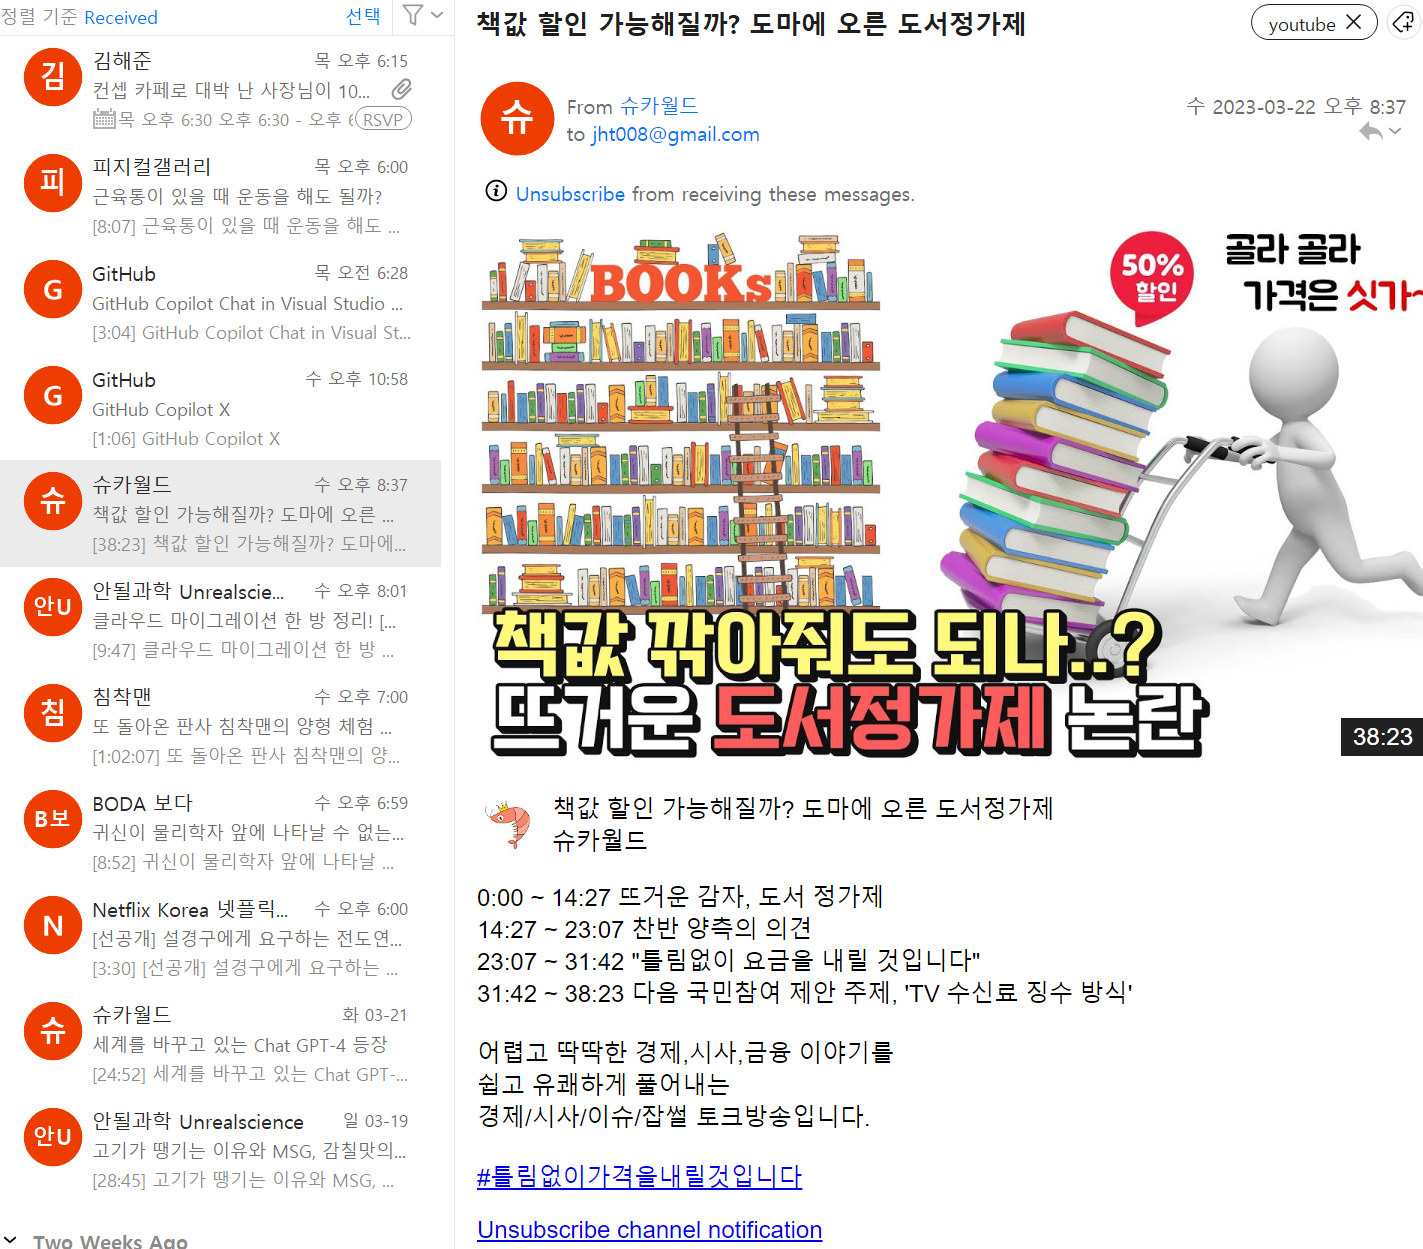 정렬 기준 Received
선택
김
김해준
목 오후 6:15
컨셉 카페로 대박 난 사장님이 10...
목 오후 6:30 오후 6:30 - 오후 6
RSVP
피
피지컬갤러리
목 오후 6:00
근육통이 있을 때 운동을 해도 될까?
[8:07] 근육통이 있을 때 운동을 해도 ...
G
GitHub
목 오전 6:28
GitHub Copilot Chat in Visual Studio ...
[3:04] GitHub Copilot Chat in Visual St...
G
GitHub
수 오후 10:58
GitHub Copilot X
[1:06] GitHub Copilot X
슈
슈카월드
수 오후 8:37
책값 할인 가능해질까? 도마에 오른 ...
[38:23] 책값 할인 가능해질까? 도마에...
안U
안될과학 Unrealscie...
수 오후 8:01
클라우드 마이그레이션 한 방 정리! [...
[9:47] 클라우드 마이그레이션 한 방 ...
침
침착맨
수 오후 7:00
또 돌아온 판사 침착맨의 양형 체험 ...
[1:02:07] 또 돌아온 판사 침착맨의 양...
B보
BODA 보다
수 오후 6:59
귀신이 물리학자 앞에 나타날 수 없는...
[8:52] 귀신이 물리학자 앞에 나타날 ...
N
Netflix Korea 넷플릭...
수 오후 6:00
[선공개] 설경구에게 요구하는 전도연...
[3:30] [선공개] 설경구에게 요구하는 ...
슈
슈카월드
화 03-21
세계를 바꾸고 있는 Chat GPT-4 등장
[24:52] 세계를 바꾸고 있는 Chat GPT-...
안U
안될과학 Unrealscience
일 03-19
고기가 땡기는 이유와 MSG, 감칠맛의...
[28:45] 고기가 땡기는 이유와 MSG, ...
Two Weeks Ago
책값 할인 가능해질까? 도마에 오른 도서정가제
youtube
슈
From 슈카월드
수 2023-03-22 오후 8:37
to jht008@gmail.com
Unsubscribe from receiving these messages.
BOOKs
50%
할인
골라 골라
가격은 싯가~
책값 깎아줘도 되나..?
뜨거운 도서정가제 논란
38:23
책값 할인 가능해질까? 도마에 오른 도서정가제
슈카월드
0:00 ~ 14:27 뜨거운 감자, 도서 정가제
14:27 ~ 23:07 찬반 양측의 의견
23:07 ~ 31:42 "틀림없이 요금을 내릴 것입니다"
31:42 ~ 38:23 다음 국민참여 제안 주제, 'TV 수신료 징수 방식'
어렵고 딱딱한 경제,시사,금융 이야기를
쉽고 유쾌하게 풀어내는
경제/시사/이슈/잡썰 토크방송입니다.
#틀림없이가격을내릴것입니다
Unsubscribe channel notification